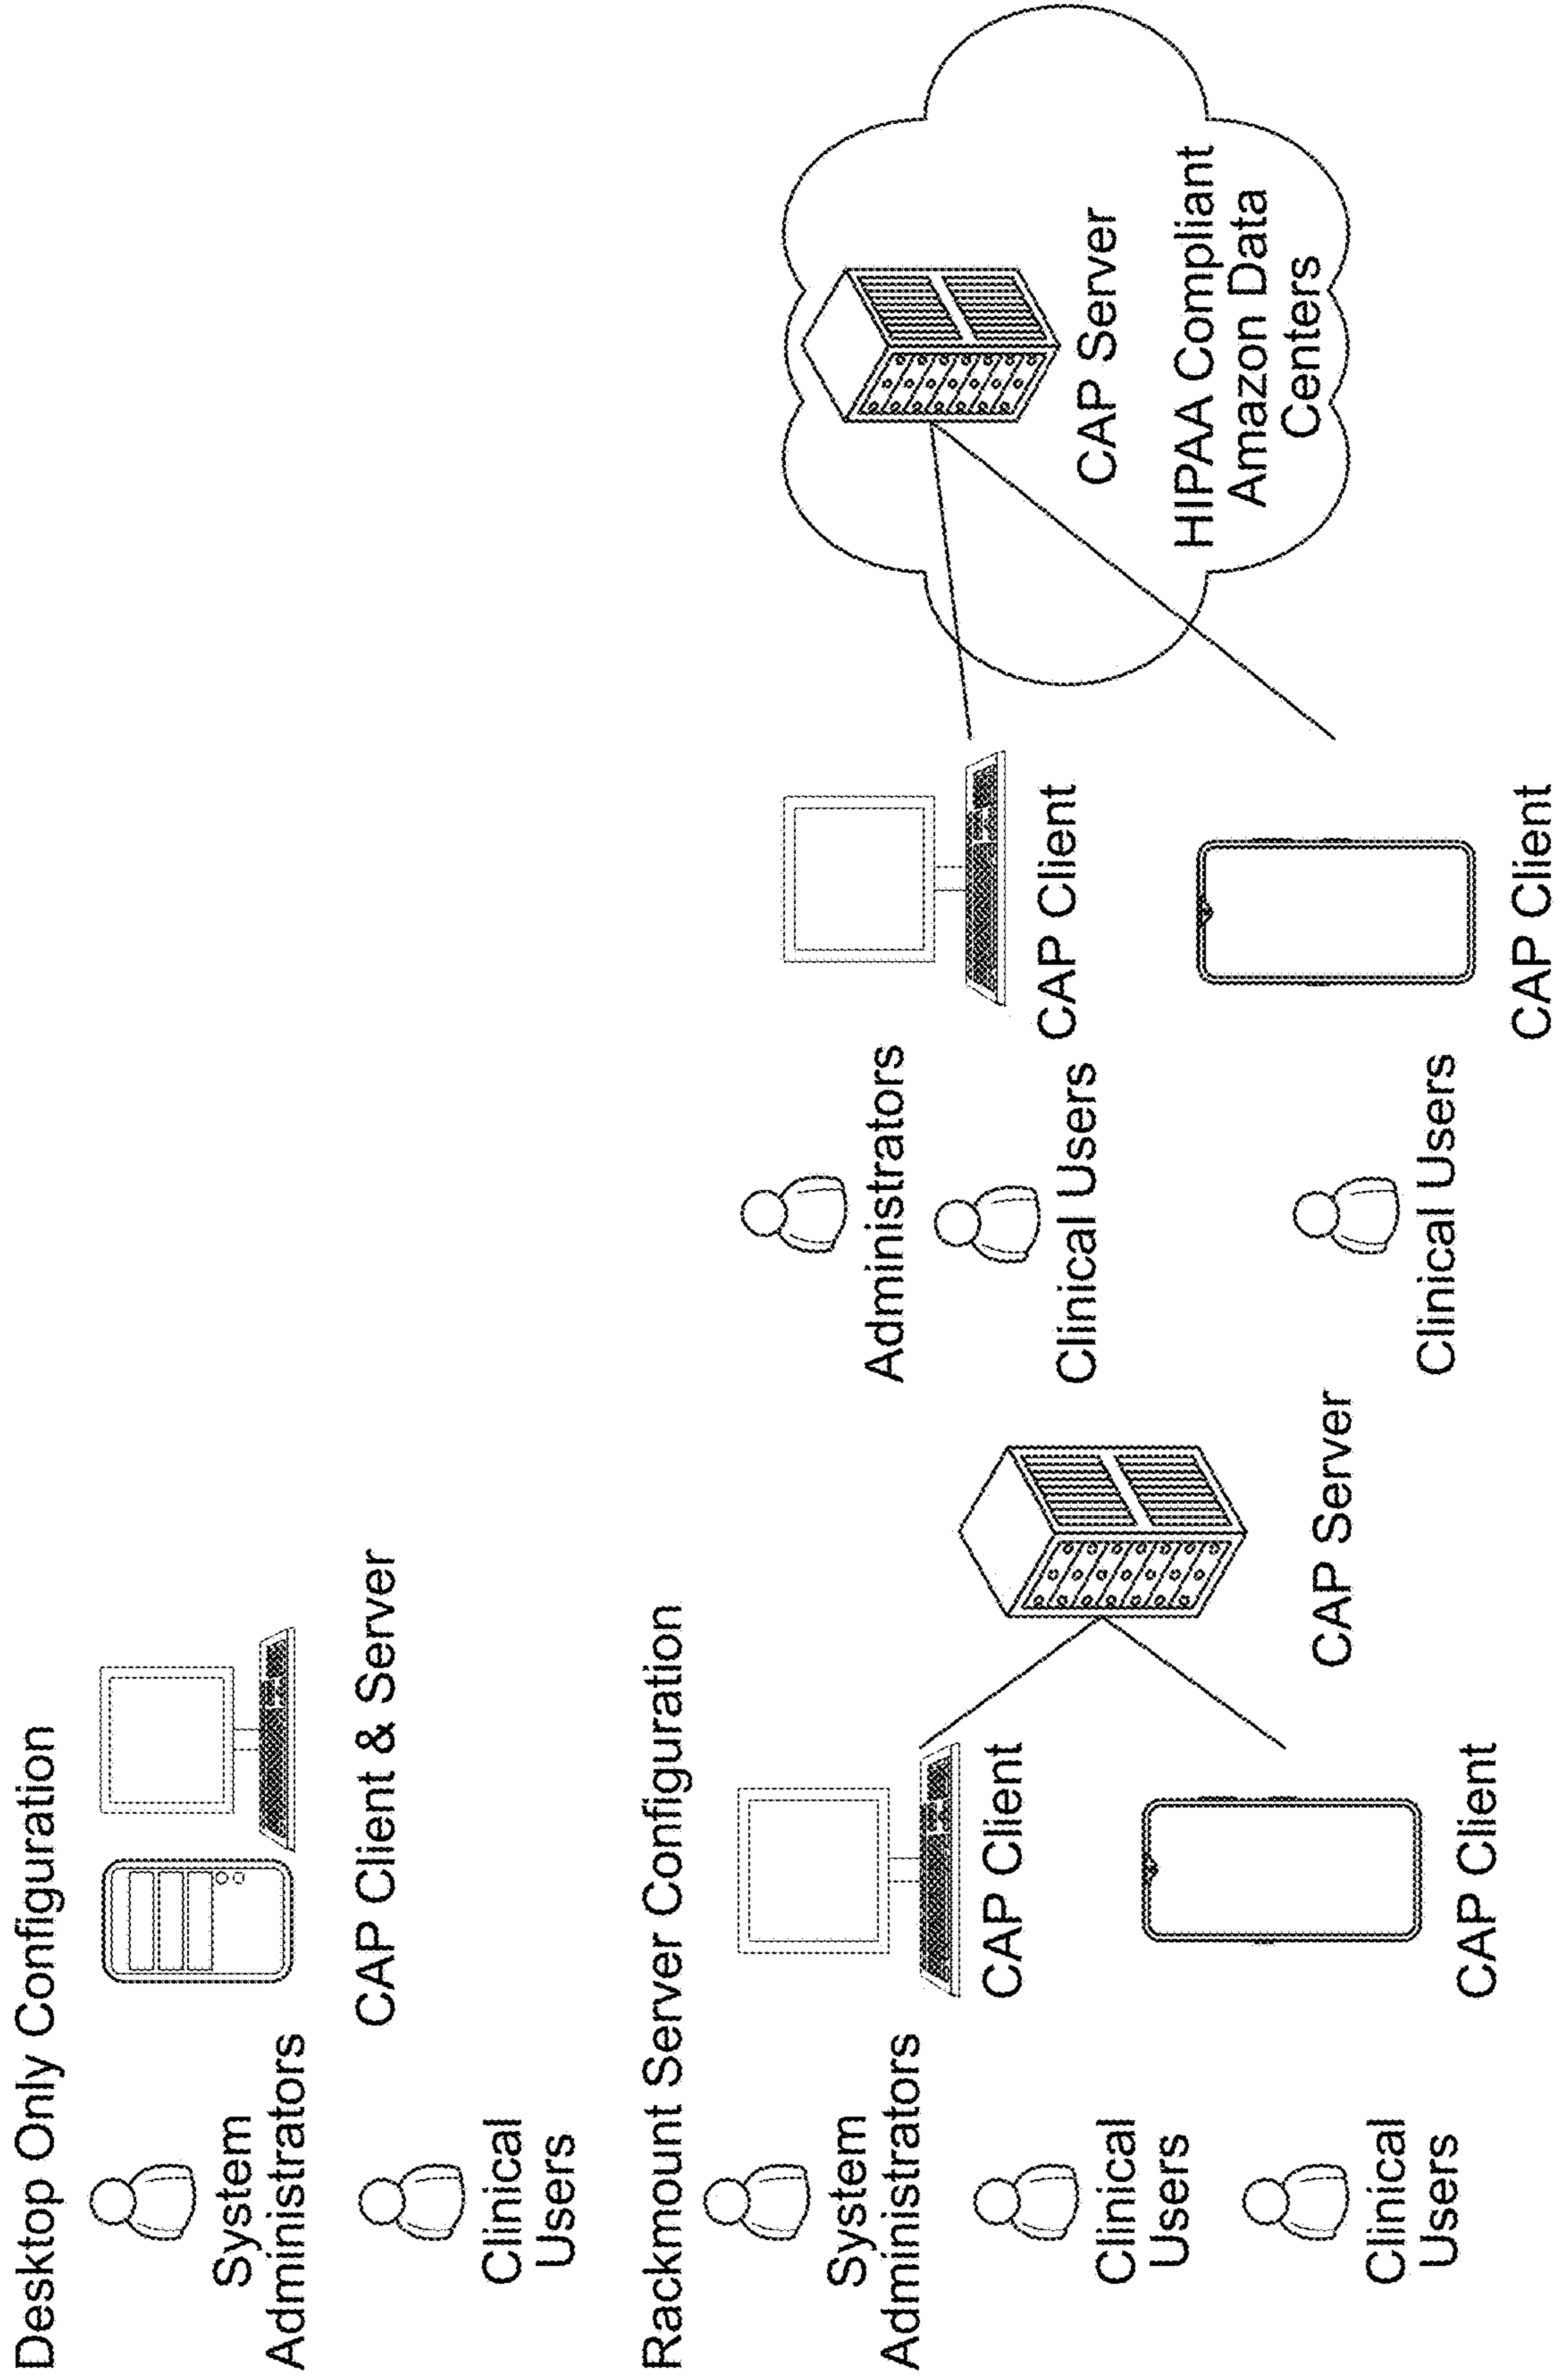 Desktop Only Configuration
System
Administrators
CAP Client & Server
Clinical
Users
Rackmount Server Configuration
System
Administrators
CAP Client
Clinical
Users
CAP Server
Clinical
Users
CAP Client
Administrators
Clinical Users
CAP Client
Clinical Users
CAP Client
CAP Server
HIPAA Compliant
Amazon Data
Centers